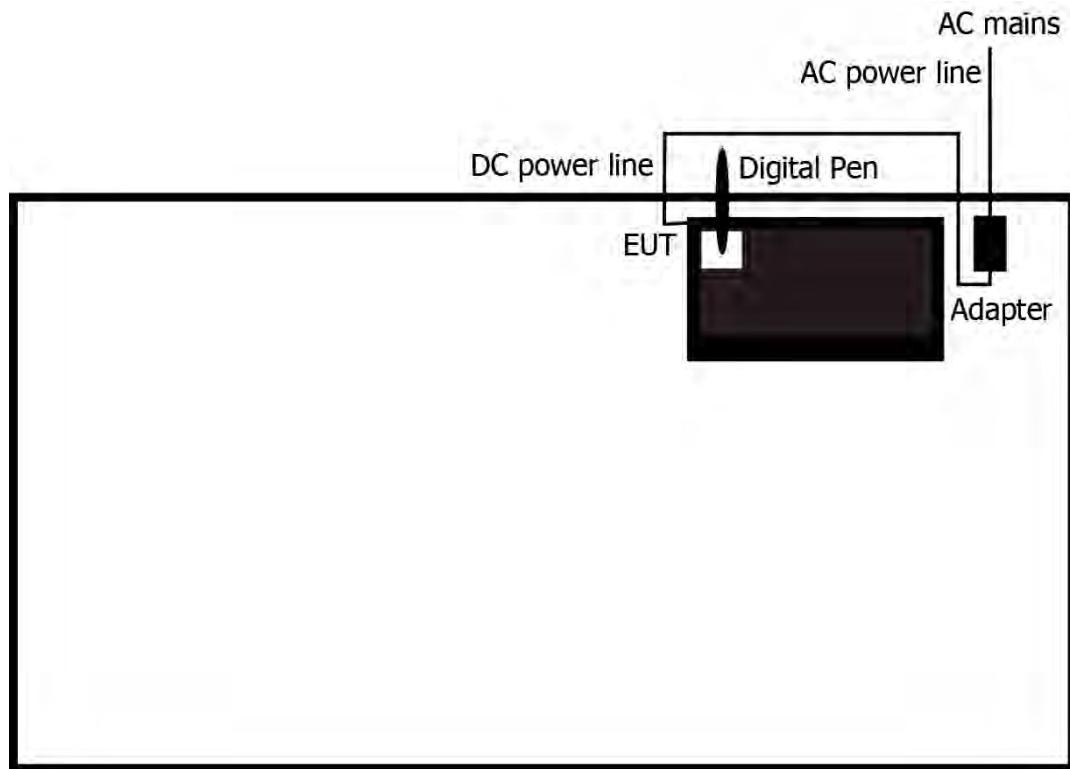 AC mains
AC power line
DC power line
Digital Pen
EUT
Adapter